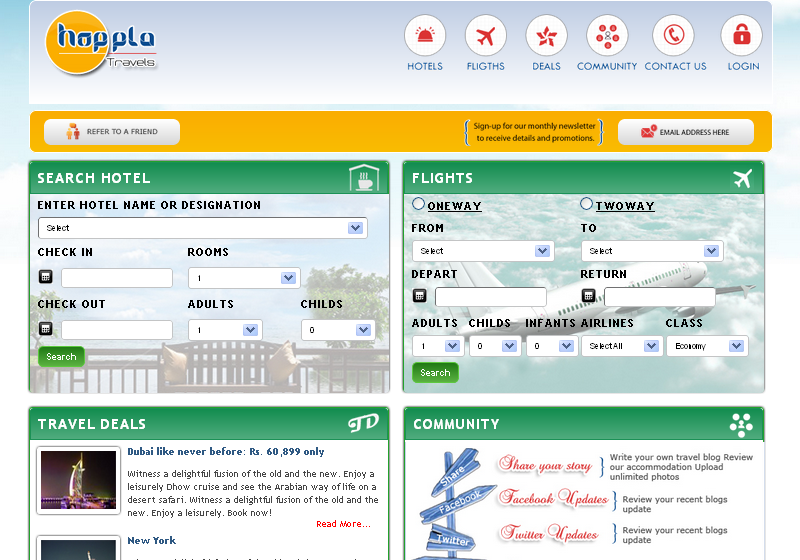 hoppla
Travels
HOTELS FLIGTHS DEALS COMMUNITY CONTACT US LOGIN
REFER TO A FRIEND
Sign-up for our monthly newsletter
to receive details and promotions.
EMAIL ADDRESS HERE
SEARCH HOTEL
ENTER HOTEL NAME OR DESIGNATION
Select
CHECK IN ROOMS
1
CHECK OUT ADULTS CHILDS
1 0
Search
FLIGHTS
ONEWAY TWOWAY
FROM TO
Select Select
DEPART RETURN
ADULTS CHILDS INFANTS AIRLINES CLASS
1 0 0 Select All Economy
Search
TRAVEL DEALS
TD
Dubai like never before: Rs. 60,899 only
Witness a delightful fusion of the old and the new. Enjoy a
leisurely Dhow cruise and see the Arabian way of life on a
desert safari. Witness a delightful fusion of the old and the
new. Enjoy a leisurely. Book now!
Read More...
New York
COMMUNITY
Share
Facebook
Twitter
Share your story
Write your own travel blog Review
our accommodation Upload
unlimited photos
Facebook Updates
Review your recent blogs
update
Twitter Updates
Review your recent blogs
update